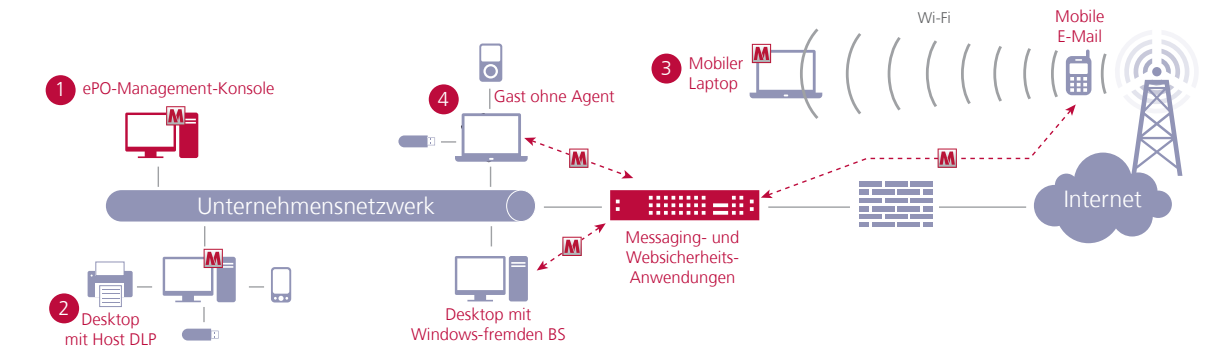 Wi-Fi
Mobile
E-Mail
3
Mobiler
Laptop
1
ePO-Management-Konsole
4
Gast ohne Agent
M
M
M
M
Unternehmensnetzwerk
Internet
M
M
Messaging- und
Websicherheits-
Anwendungen
2
Desktop
mit Host DLP
Desktop mit
Windows-fremden BS